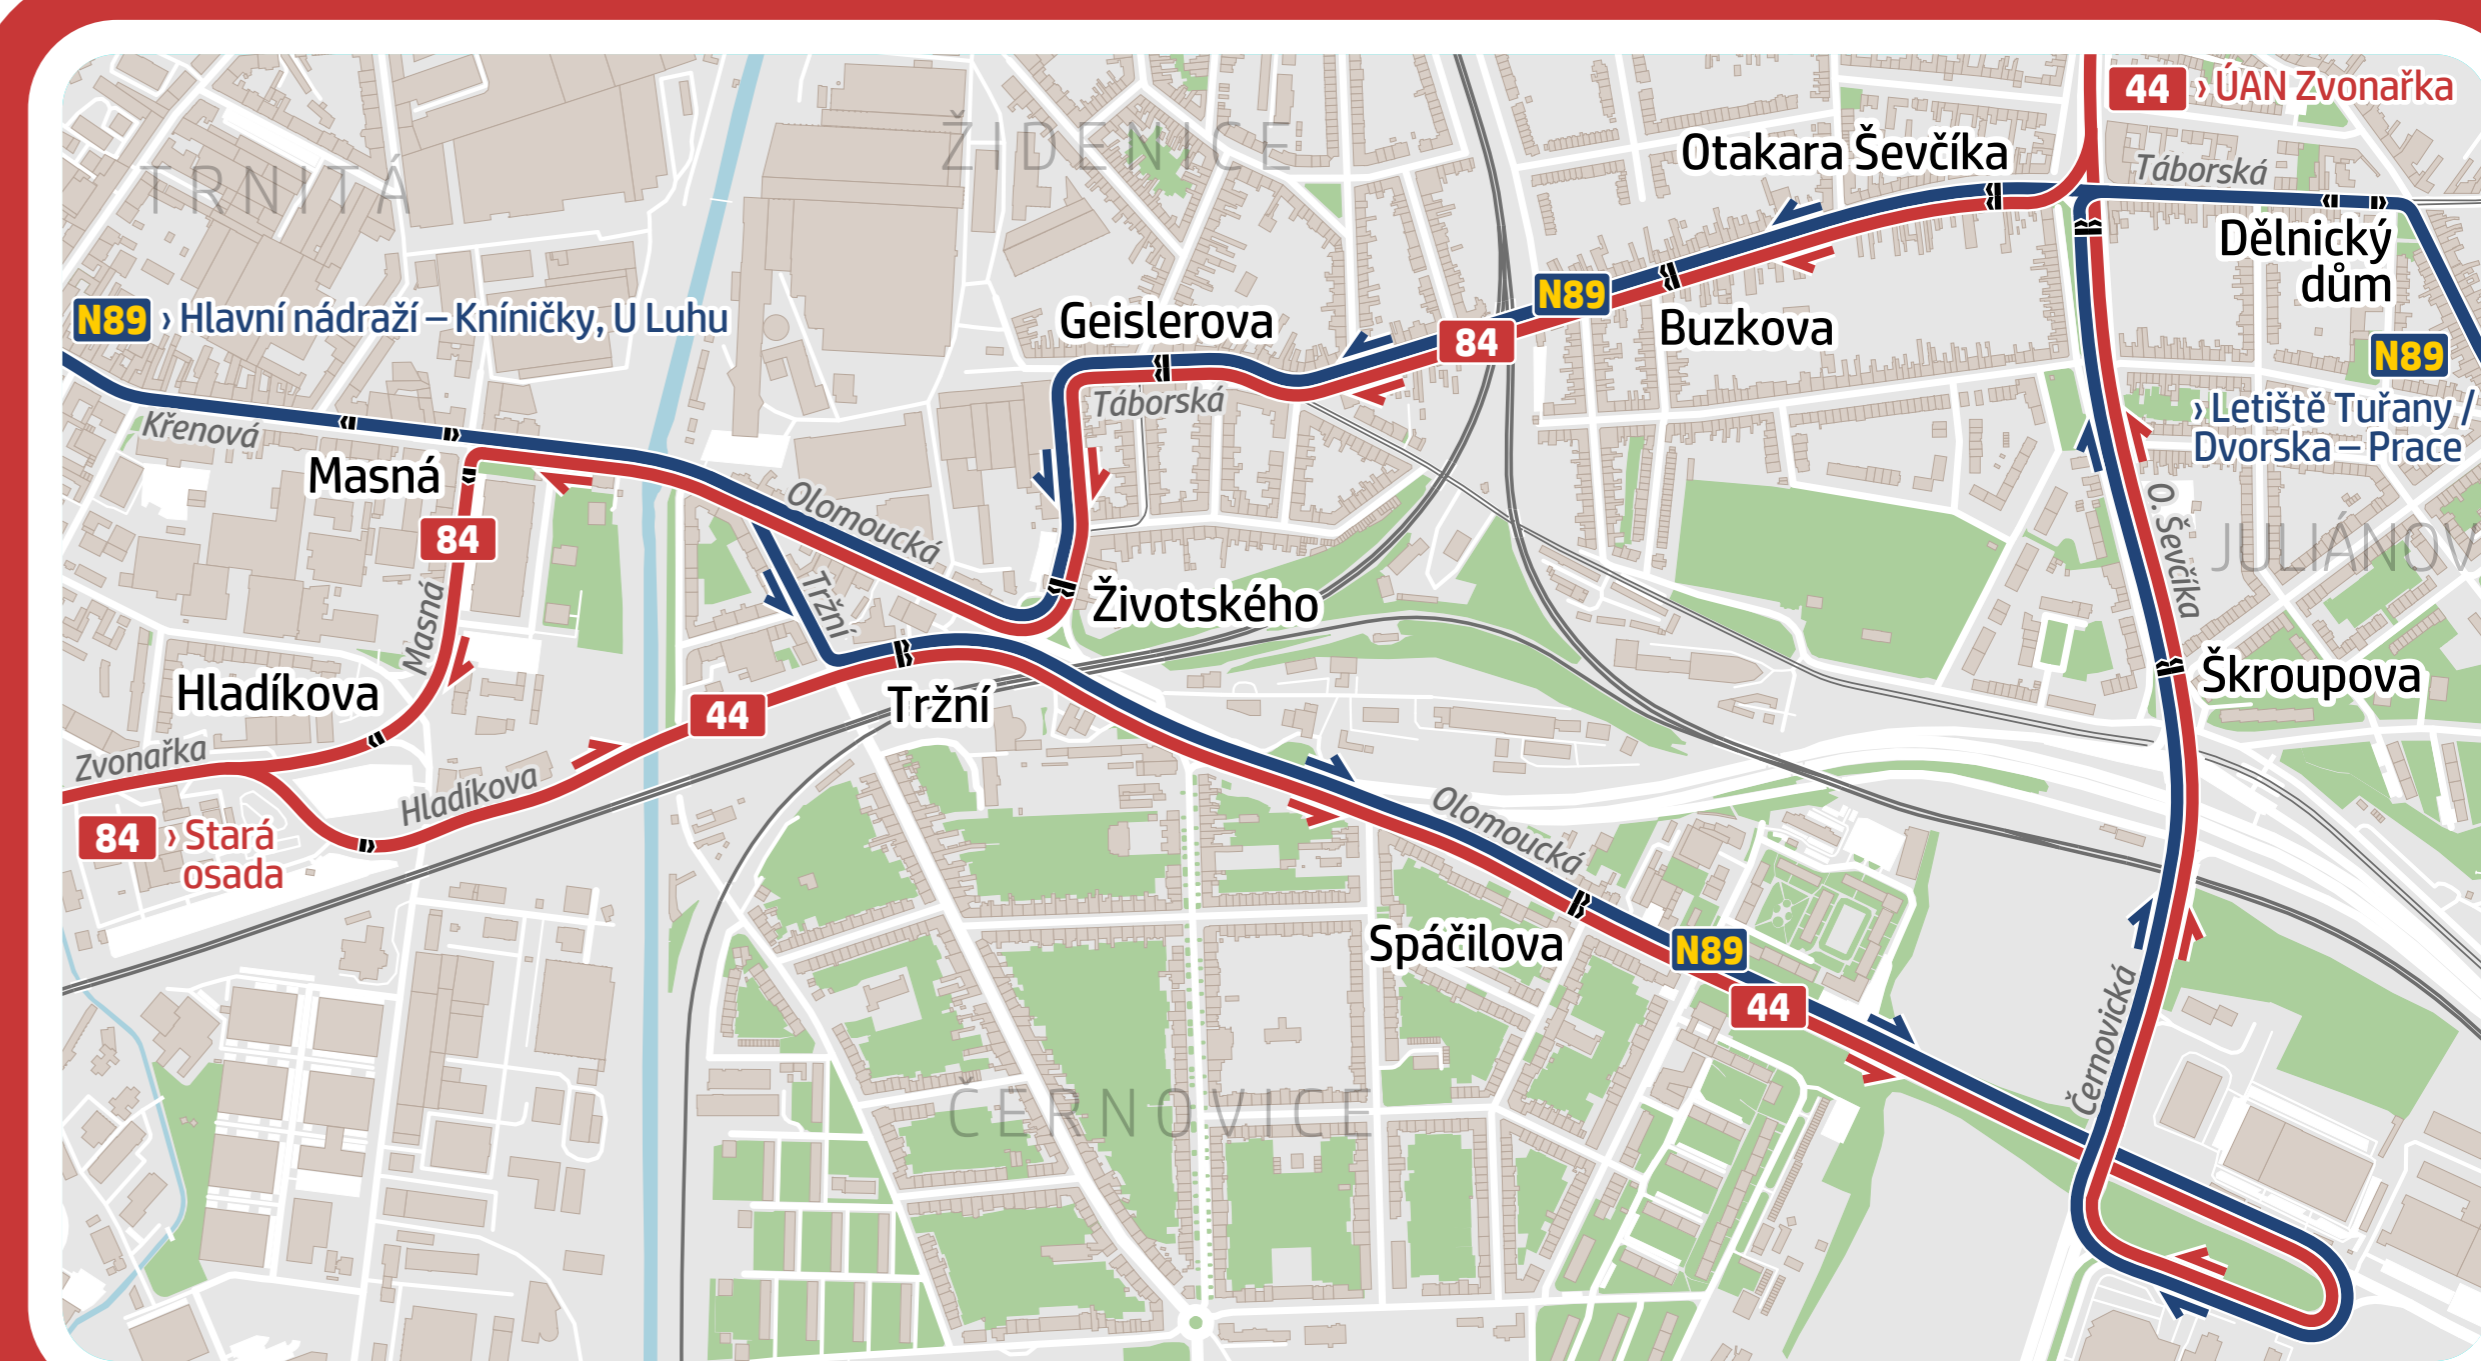 44 › ÚAN Zvonařka
ŽIDENICE
Otakara Ševčíka
Táborská
TRNITÁ
Dělnický
dům
N89
N89 › Hlavní nádraží – Kníničky, U Luhu
Geislerova
84
Buzkova
N89
› Letiště Tuřany /
Dvorska – Prace
Táborská
Křenová
Masná
Olomoucká
O. Ševčíka
JULIÁNOV
84
Tržní
Životského
Masná
Hladíkova
Škroupova
Tržní
44
Zvonařka
Hladíkova
84 › Stará
osada
Olomoucká
Spáčilova
N89
44
Černovická
ČERNOVICE